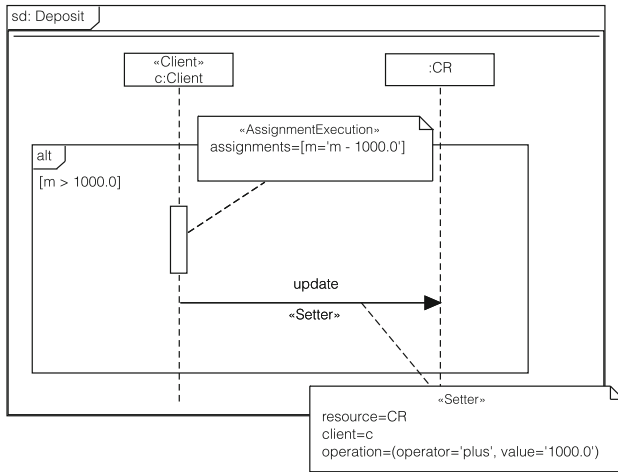 sd: Deposit
«Client»
c:Client
:CR
«AssignmentExecution»
assignments=[m='m - 1000.0']
alt
[m > 1000.0]
update
«Setter»
«Setter»
resource=CR
client=c
operation=(operator='plus', value='1000.0')